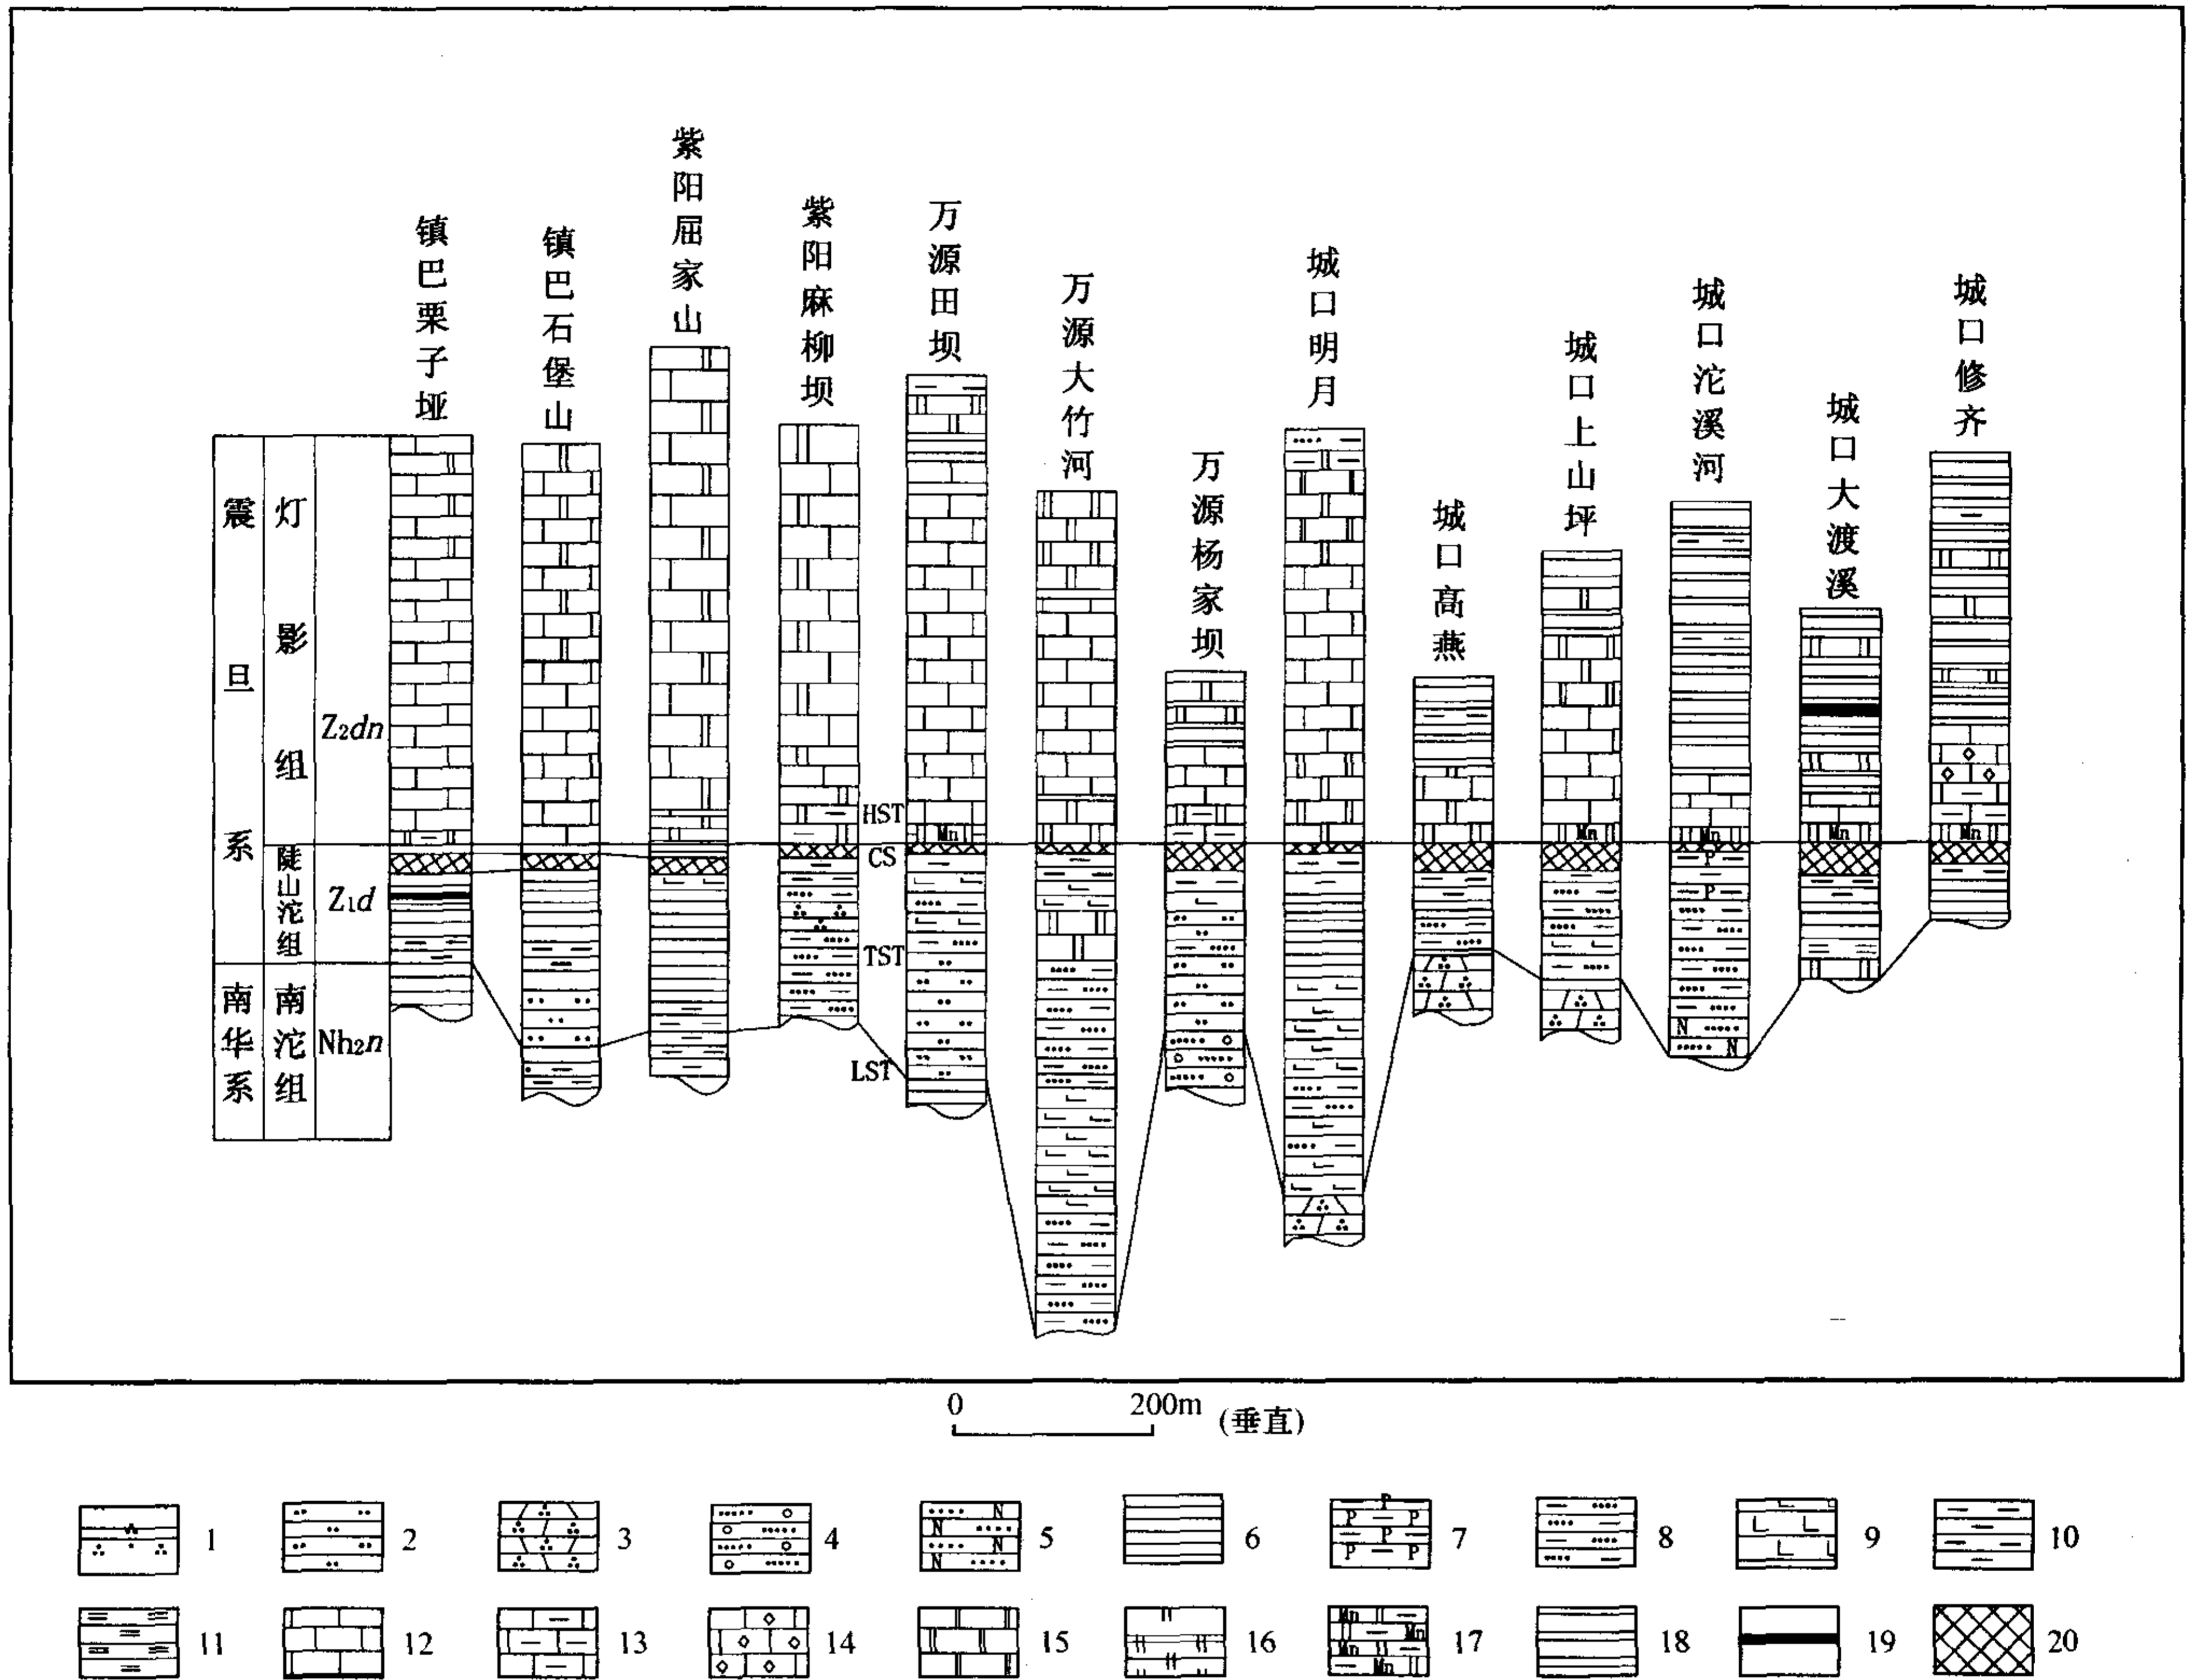 镇巴栗子垭
镇巴石堡山
紫阳屈家山
紫阳麻柳坝
万源田坝
万源大竹河
万源杨家坝
城口明月
城口高燕
城口上山坪
城口沱溪河
城口大渡溪
城口修齐
震旦系
灯影组
Z2dn
陡山沱组
Z1d
南华系
南沱组
Nh2n
HST
CS
TST
LST
Mn
Mn
Mn
Mn
Mn
P
P
N
N
0 200m (垂直)
1 2 3 4 5 6 7 8 9 10
N N N N N
P P P P P P
11 12 13 14 15 16 17 18 19 20
Mn Mn Mn Mn